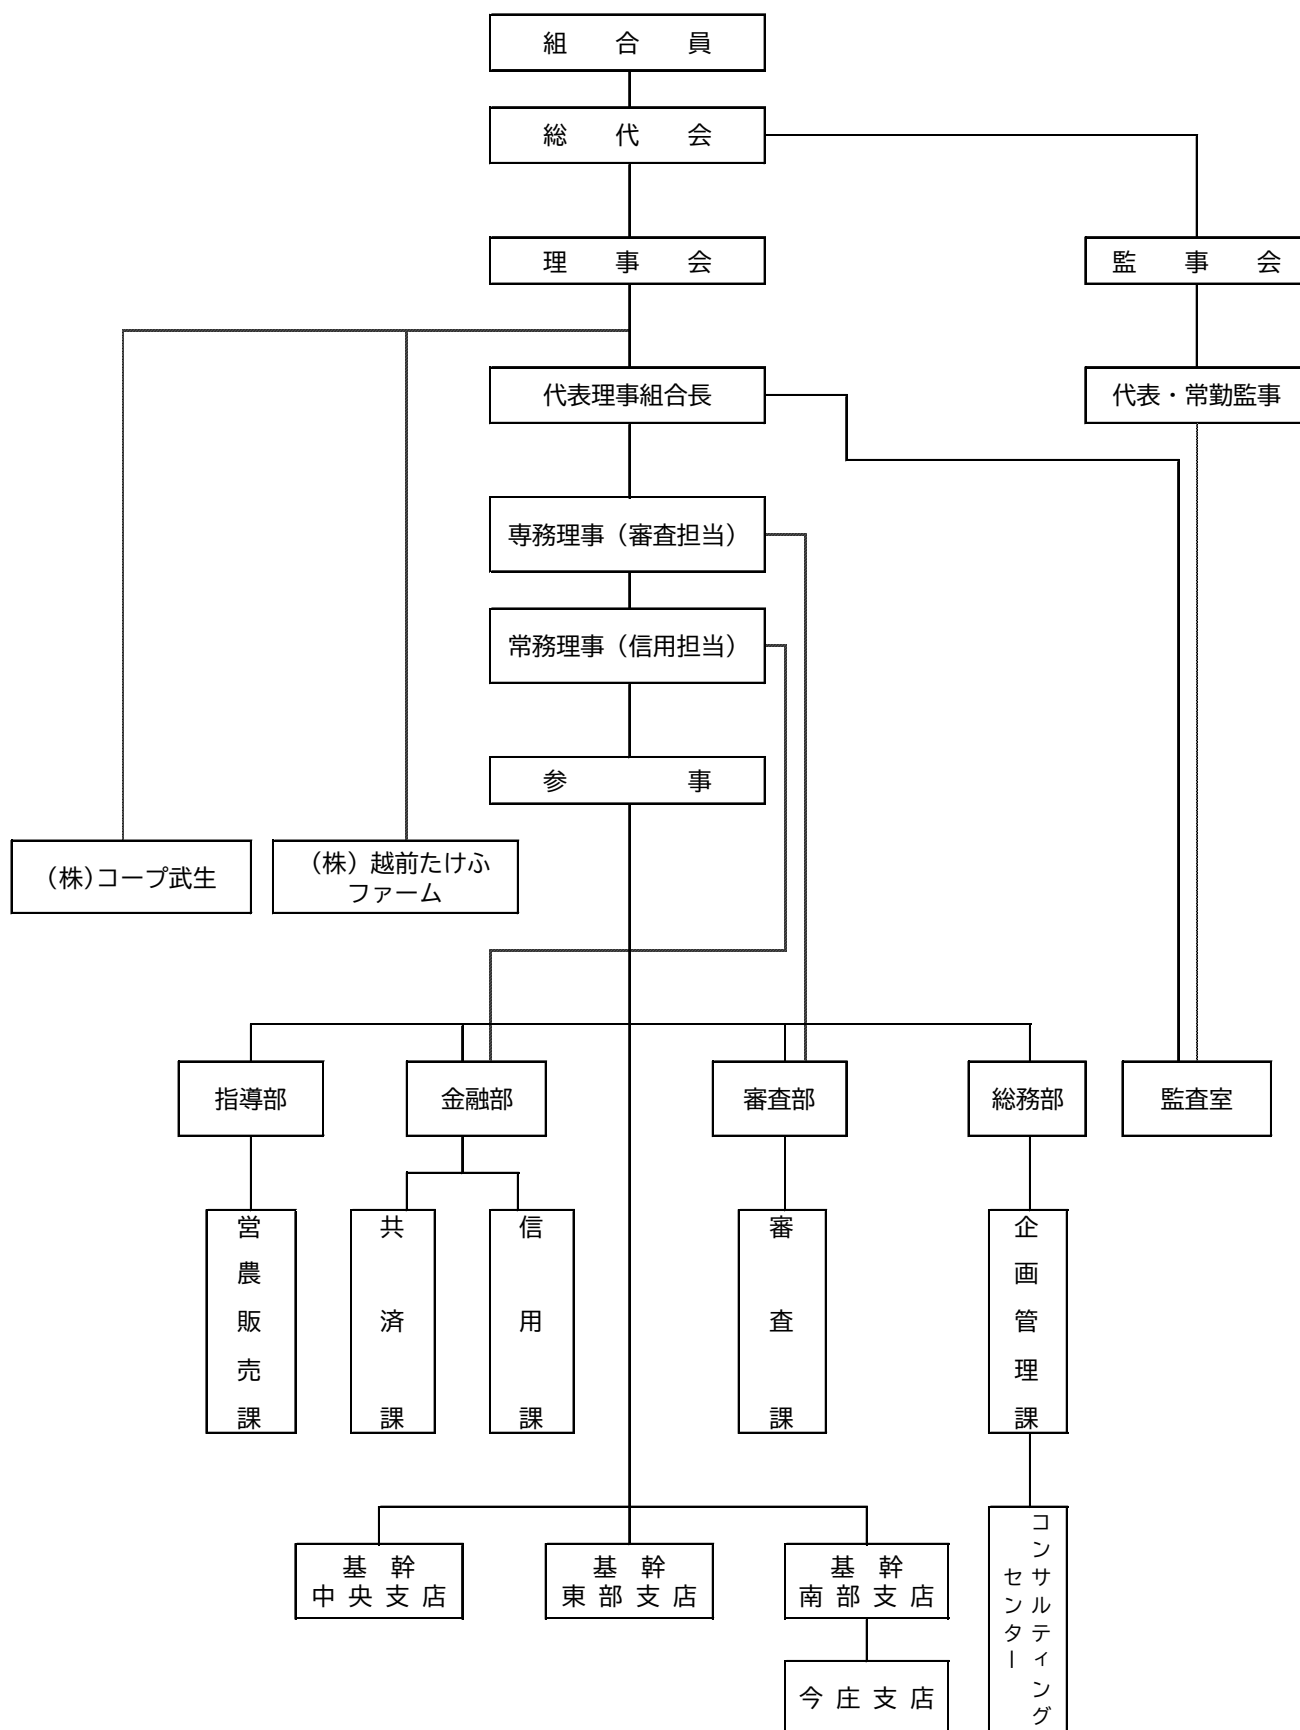 組　合　員
総　代　会
理　事　会
監　事　会
代表理事組合長
代表・常勤監事
専務理事（審査担当）
常務理事（信用担当）
参　　　事
（株）コープ武生
（株）越前たけふ
ファーム
指導部
金融部
審査部
総務部
監査室
営農販売課
共済課
信用課
審査課
企画管理課
基　幹
中 央 支 店
基　幹
東 部 支 店
基　幹
南 部 支 店
コンサルティング
センター
今 庄 支 店